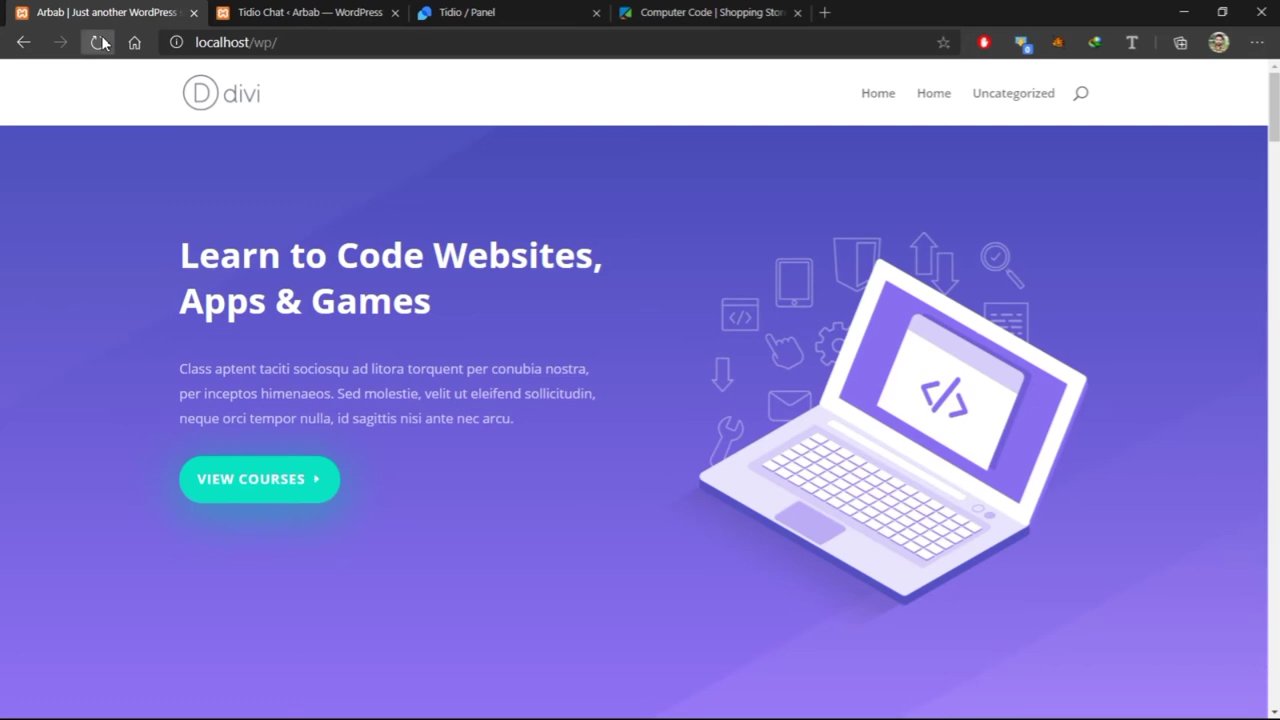 Arbab | Just another WordPress
Tidio Chat ‹ Arbab — WordPress
Tidio / Panel
Computer Code | Shopping Stor
localhost/wp/
0
T
D divi
Home
Home
Uncategorized
Learn to Code Websites,
Apps & Games
Class aptent taciti sociosqu ad litora torquent per conubia nostra,
per inceptos himenaeos. Sed molestie, velit ut eleifend sollicitudin,
neque orci tempor nulla, id sagittis nisi ante nec arcu.
VIEW COURSES
</>
</>